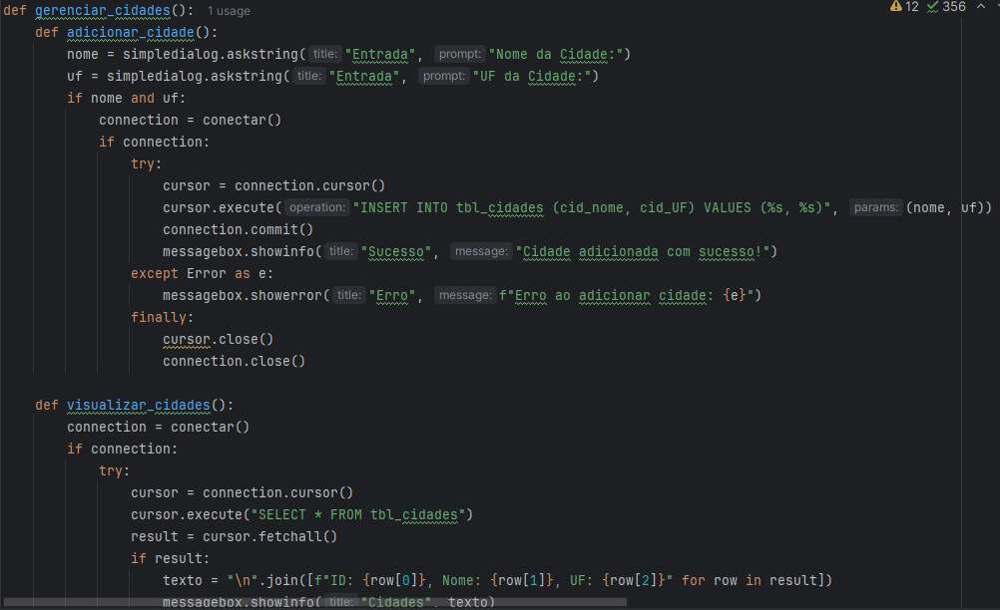 def gerenciar_cidades(): 1 usage
12 356
    def adicionar_cidade():
        nome = simpledialog.askstring( title: "Entrada", prompt: "Nome da Cidade:")
        uf = simpledialog.askstring( title: "Entrada", prompt: "UF da Cidade:")
        if nome and uf:
            connection = conectar()
            if connection:
                try:
                    cursor = connection.cursor()
                    cursor.execute( operation: "INSERT INTO tbl_cidades (cid_nome, cid_UF) VALUES (%s, %s)", params: (nome, uf))
                    connection.commit()
                    messagebox.showinfo( title: "Sucesso", message: "Cidade adicionada com sucesso!")
                except Error as e:
                    messagebox.showerror( title: "Erro", message: f"Erro ao adicionar cidade: {e}")
                finally:
                    cursor.close()
                    connection.close()
    def visualizar_cidades():
        connection = conectar()
        if connection:
            try:
                cursor = connection.cursor()
                cursor.execute("SELECT * FROM tbl_cidades")
                result = cursor.fetchall()
                if result:
                    texto = "\n".join([f"ID: {row[0]}, Nome: {row[1]}, UF: {row[2]}" for row in result])
                    messagebox.showinfo( title: "Cidades", texto)